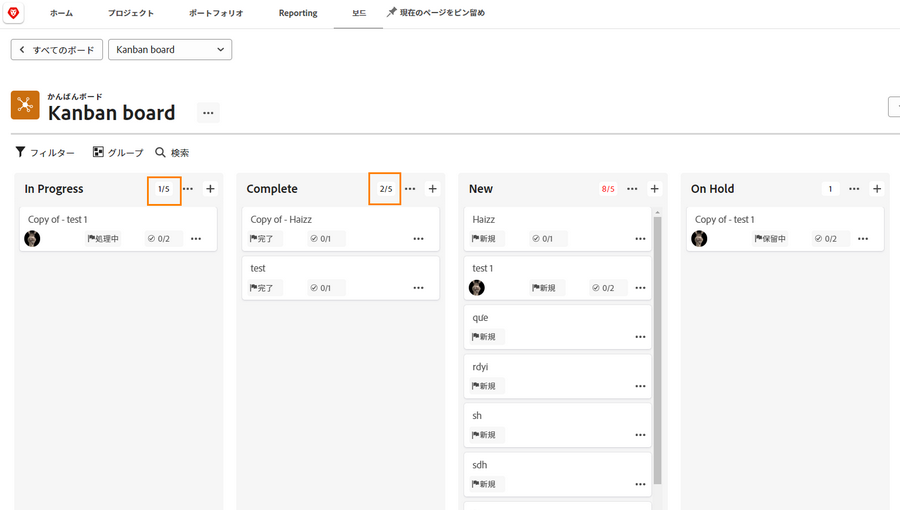 ホーム プロジェクト ポートフォリオ Reporting 보드 現在のページをピン留め
すべてのボード Kanban board
かんばんボード
Kanban board
フィルター グループ 検索
In Progress 1/5
Copy of - test 1
処理中 0/2
Complete 2/5
Copy of - Haizz
完了 0/1
test
完了 0/1
New 8/5
Haizz
新規 0/1
test 1
新規 0/2
que
新規
rdyi
新規
sh
新規
sdh
新規
On Hold 1
Copy of - test 1
保留中 0/2